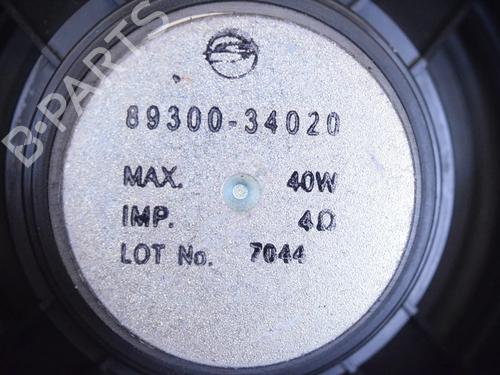 B-PARTS
89300-34020
MAX. 40W
IMP. 4Ω
LOT No. 7044